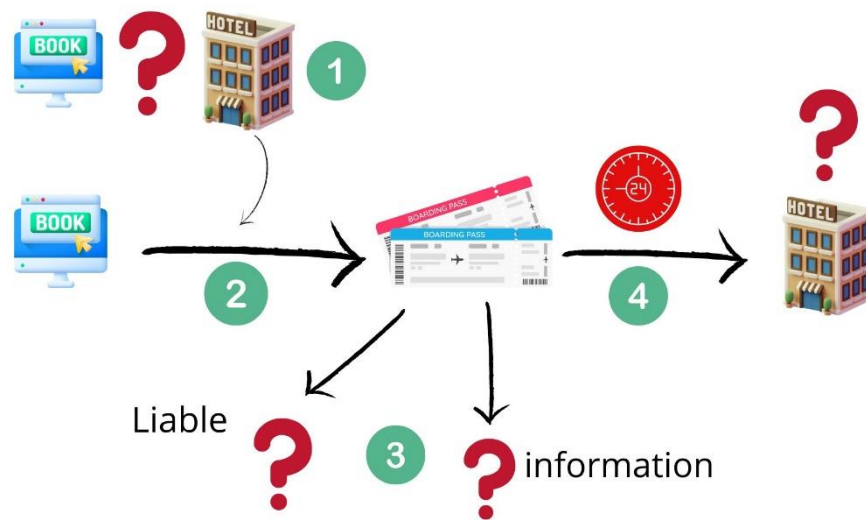 BOOK
HOTEL
1
BOOK
BOARDING PASS
BOARDING PASS
24
HOTEL
2
4
Liable
3
information